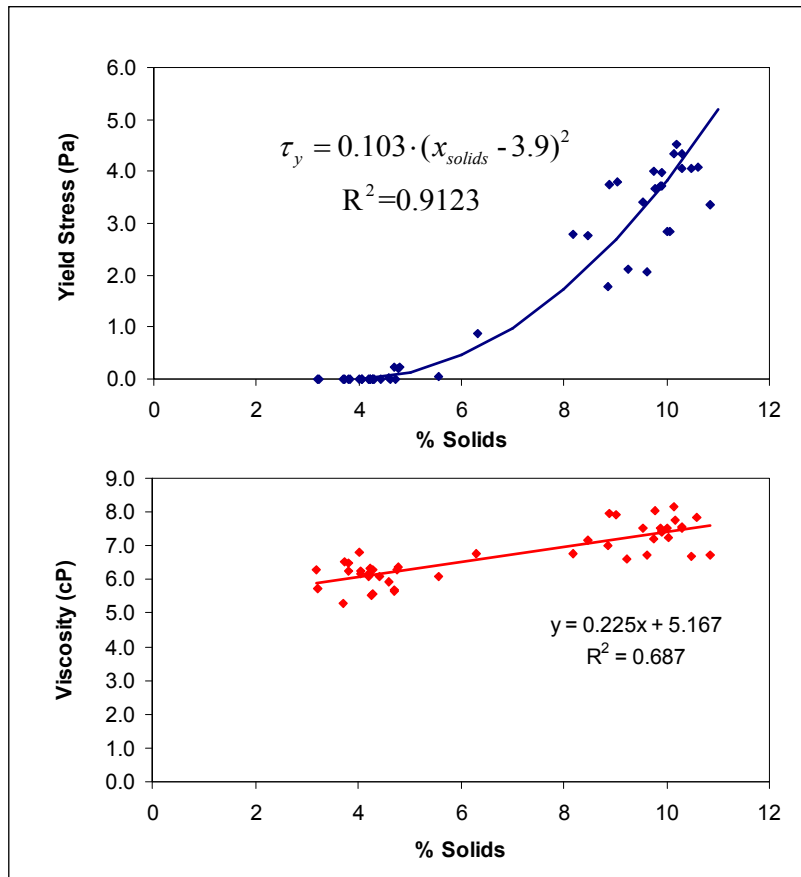 6.0
5.0
4.0
3.0
2.0
1.0
0.0
Yield Stress (Pa)
τ_y = 0.103·(x_solids - 3.9)²
R²=0.9123
0 2 4 6 8 10 12
% Solids
9.0
8.0
7.0
6.0
5.0
4.0
3.0
2.0
1.0
0.0
Viscosity (cP)
y = 0.225x + 5.167
R² = 0.687
0 2 4 6 8 10 12
% Solids